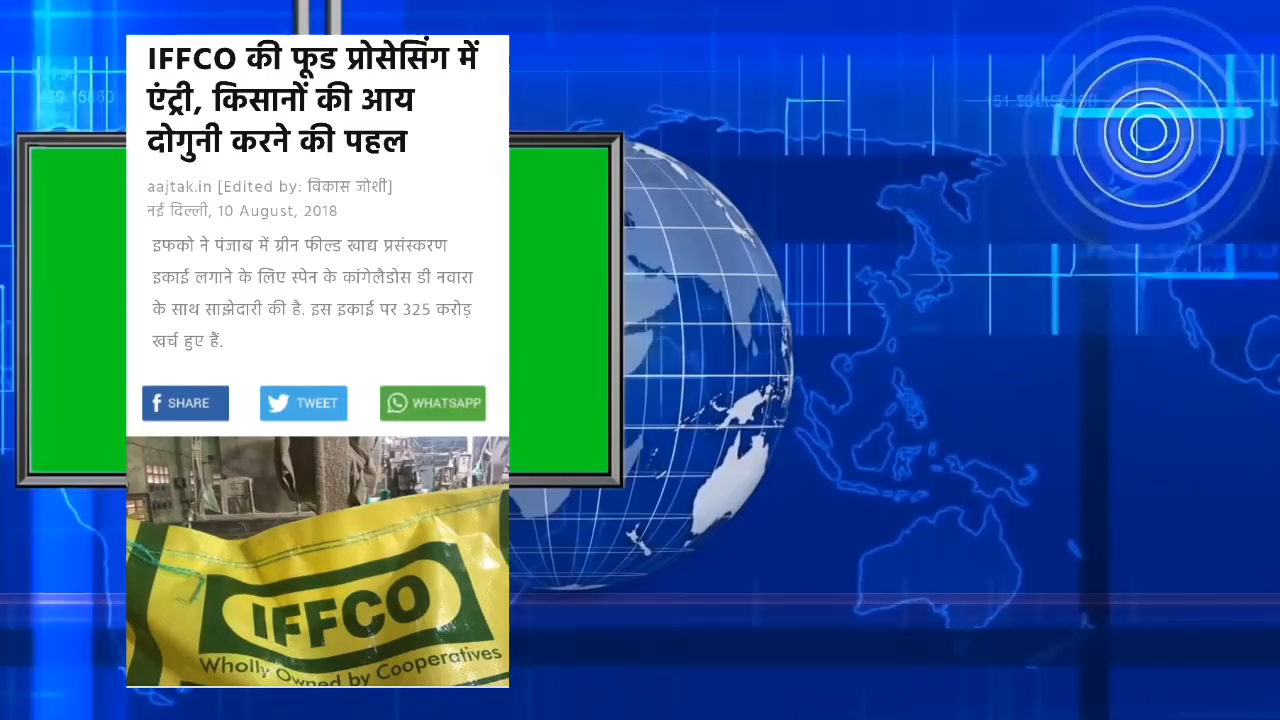 IFFCO की फूड प्रोसेसिंग में
एंट्री, किसानों की आय
दोगुनी करने की पहल
aajtak.in [Edited by: विकास जोशी]
नई दिल्ली, 10 August, 2018
इफको ने पंजाब में ग्रीन फील्ड खाद्य प्रसंस्करण
इकाई लगाने के लिए स्पेन के कांगेलैडोस डी नवारा
के साथ साझेदारी की है. इस इकाई पर 325 करोड़
खर्च हुए हैं.
SHARE TWEET WHATSAPP
IFFCO
Wholly Owned by Cooperatives